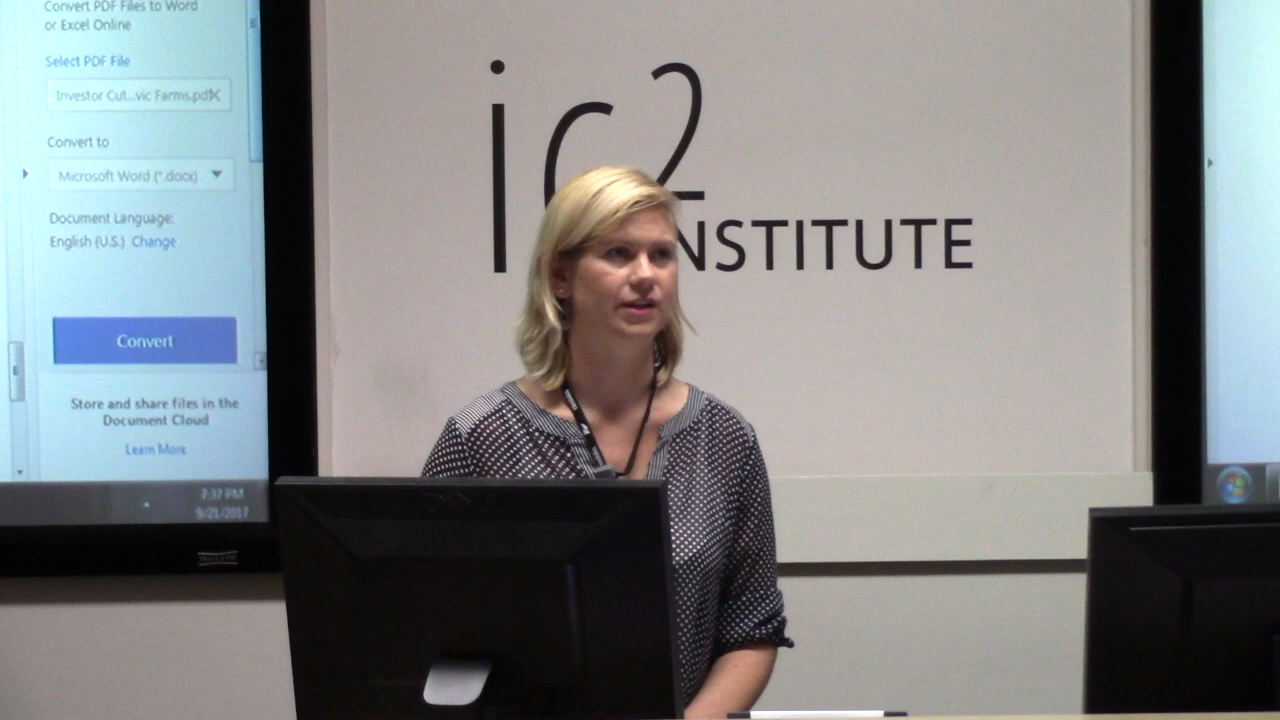 Convert PDF Files to Word
or Excel Online
Select PDF File
Investor Cut...vic Farms.pdf X
Convert to
Microsoft Word (*.docx)
Document Language:
English (U.S.) Change
Convert
Store and share files in the
Document Cloud
Learn More
7:37 PM
9/21/2017
ic2
NSTITUTE
DELL